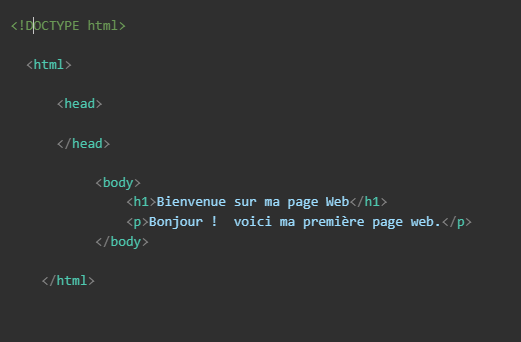 <!DOCTYPE html>
<html>
<head>
</head>
<body>
<h1>Bienvenue sur ma page Web</h1>
<p>Bonjour !  voici ma première page web.</p>
</body>
</html>